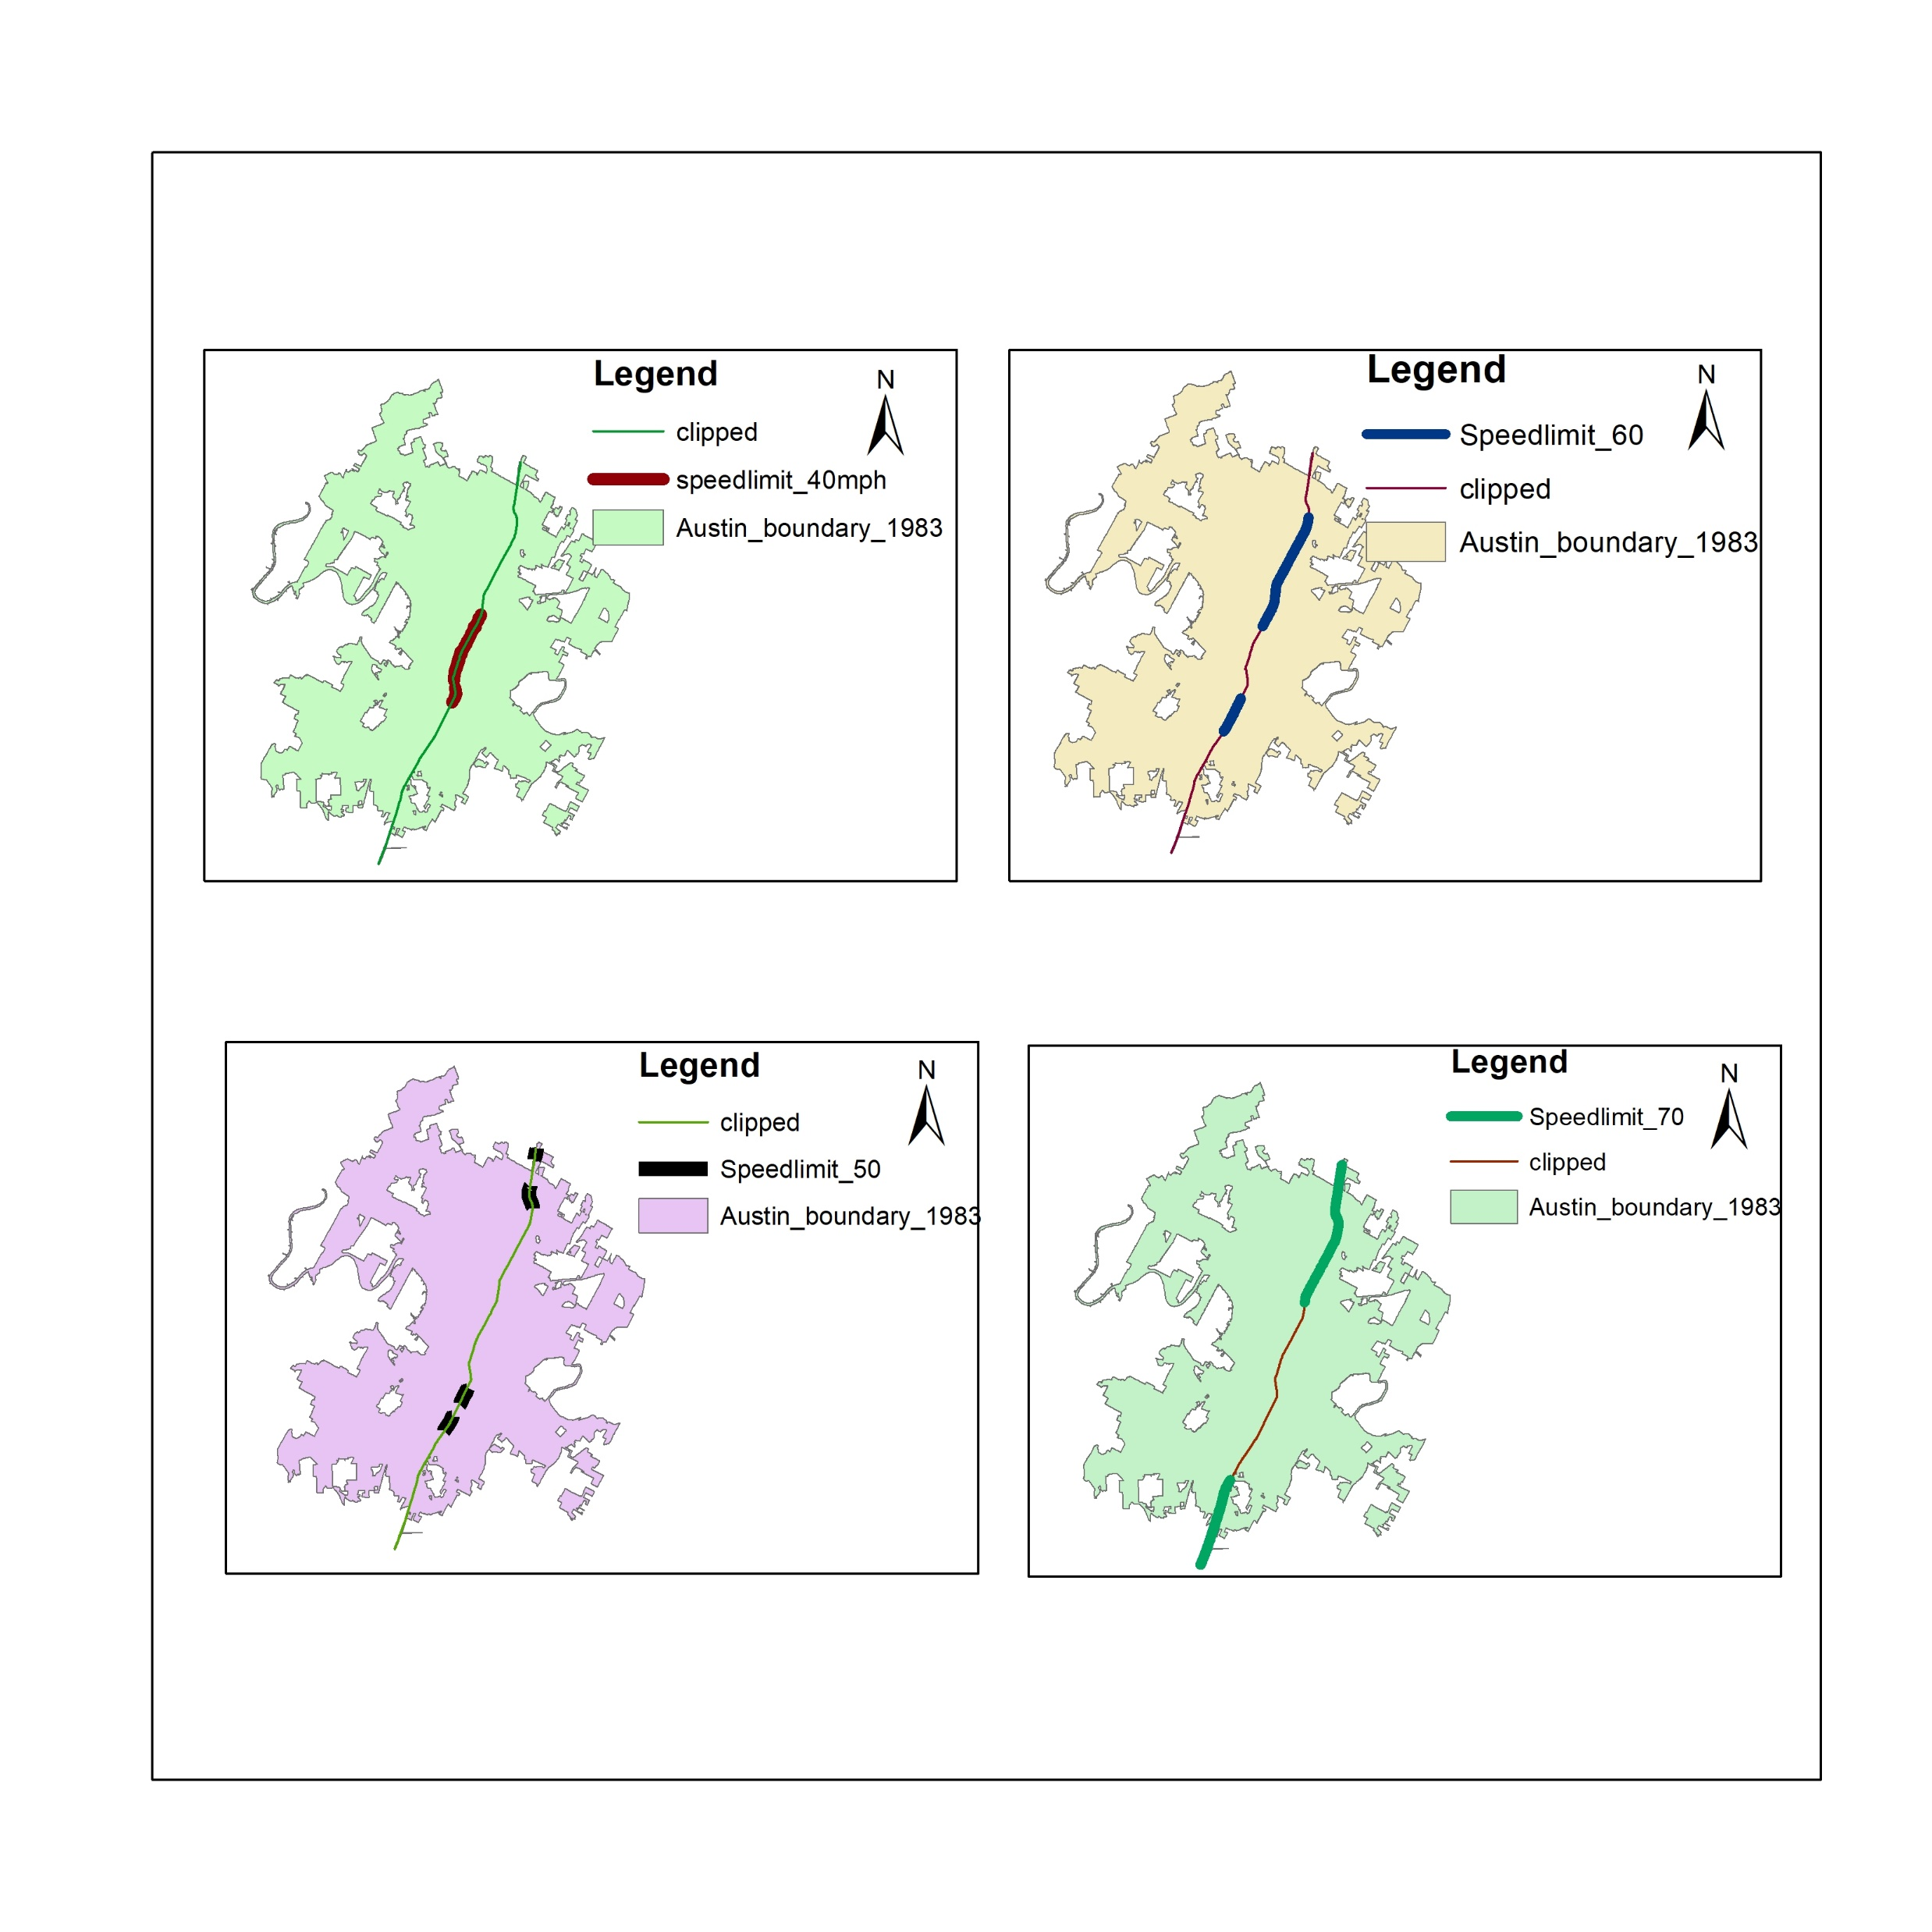 Legend
N
clipped
speedlimit_40mph
Austin_boundary_1983
Legend
N
Speedlimit_60
clipped
Austin_boundary_1983
Legend
N
clipped
Speedlimit_50
Austin_boundary_1983
Legend
N
Speedlimit_70
clipped
Austin_boundary_1983